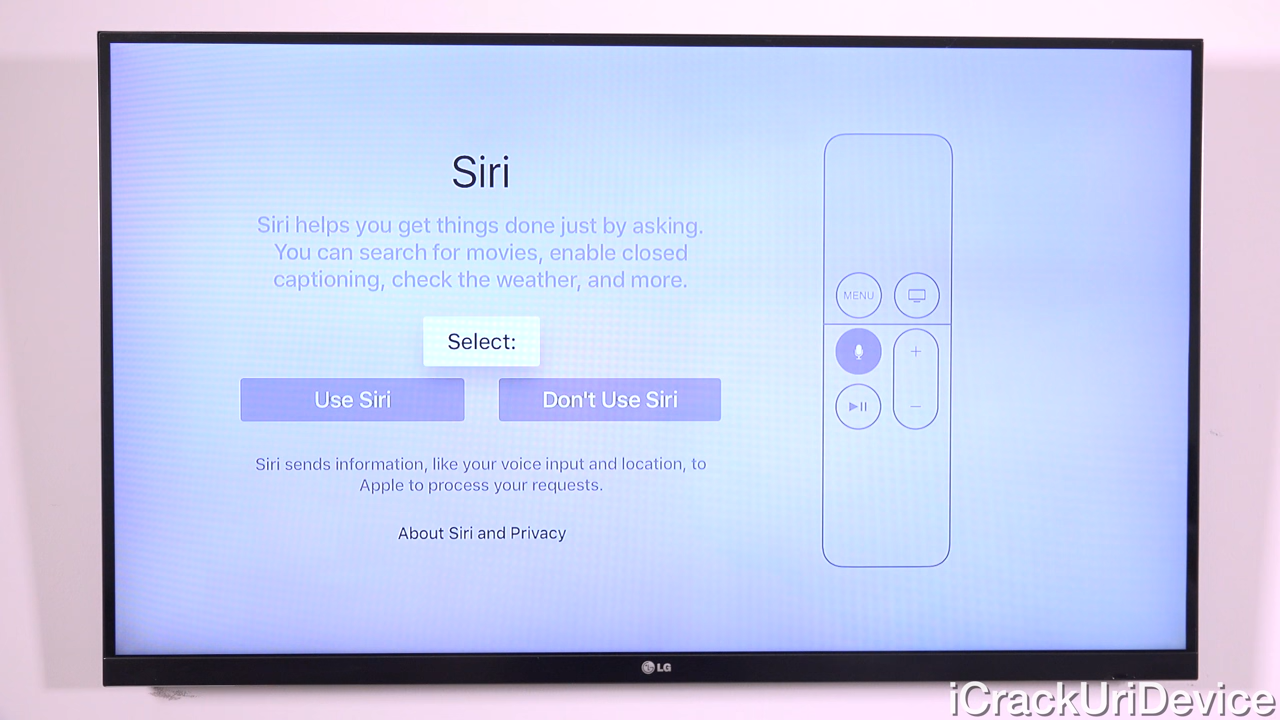 Siri
Siri helps you get things done just by asking.
You can search for movies, enable closed
captioning, check the weather, and more.
Select:
Use Siri
Don't Use Siri
Siri sends information, like your voice input and location, to
Apple to process your requests.
About Siri and Privacy
MENU
+
−
LG
iCrackUriDevice